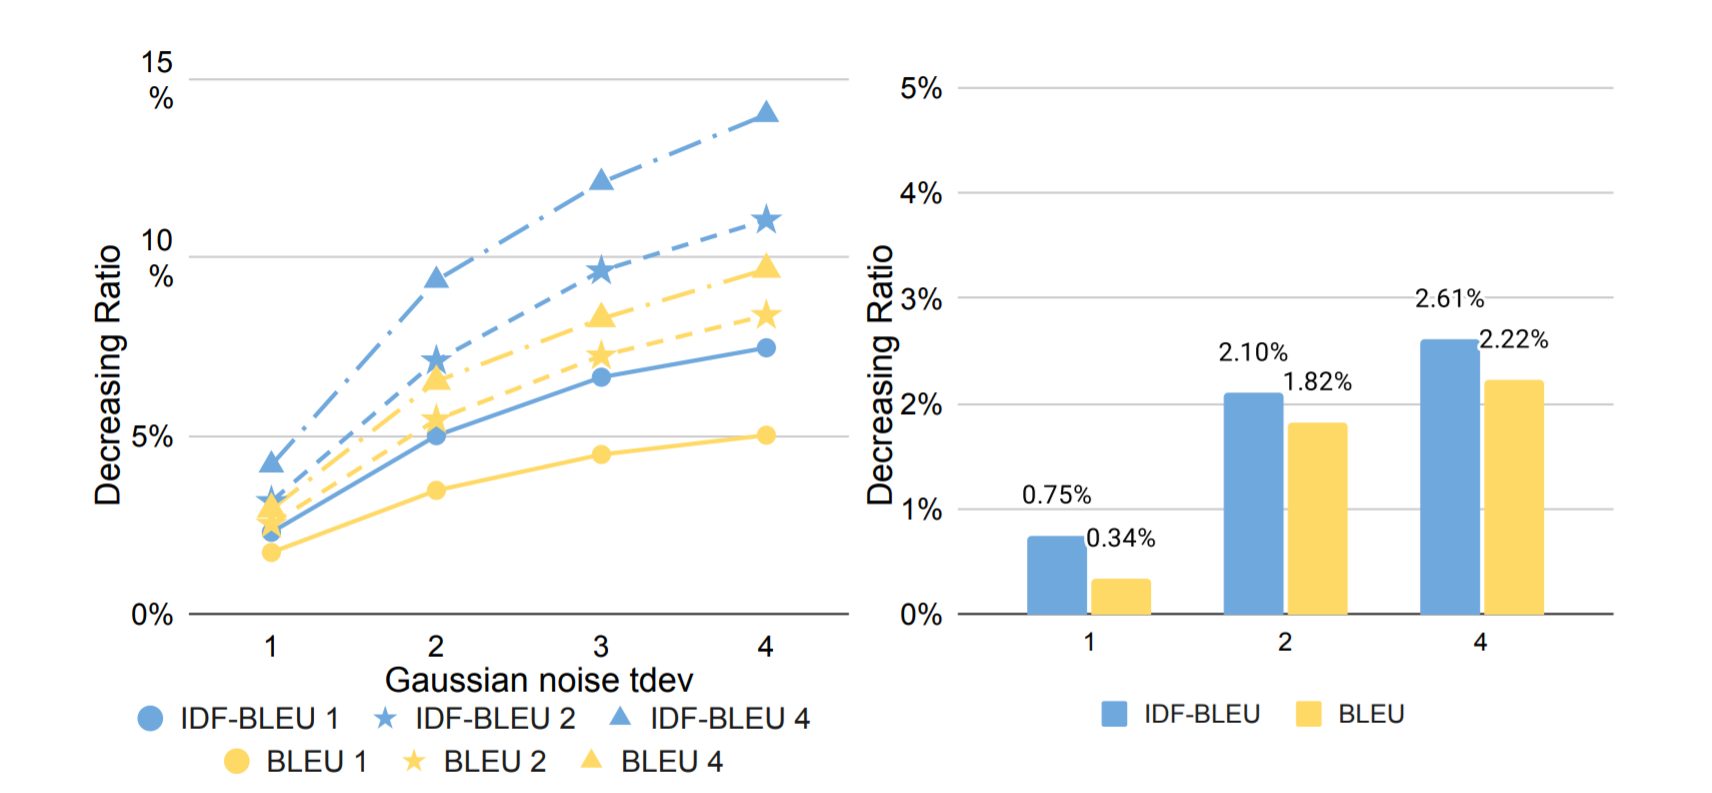 15
%
10
%
5%
0%
Decreasing Ratio
1 2 3 4
Gaussian noise tdev
IDF-BLEU 1 IDF-BLEU 2 IDF-BLEU 4
BLEU 1 BLEU 2 BLEU 4
5%
4%
3%
2%
1%
0%
Decreasing Ratio
0.75%
0.34%
2.10%
1.82%
2.61%
2.22%
1 2 4
IDF-BLEU BLEU